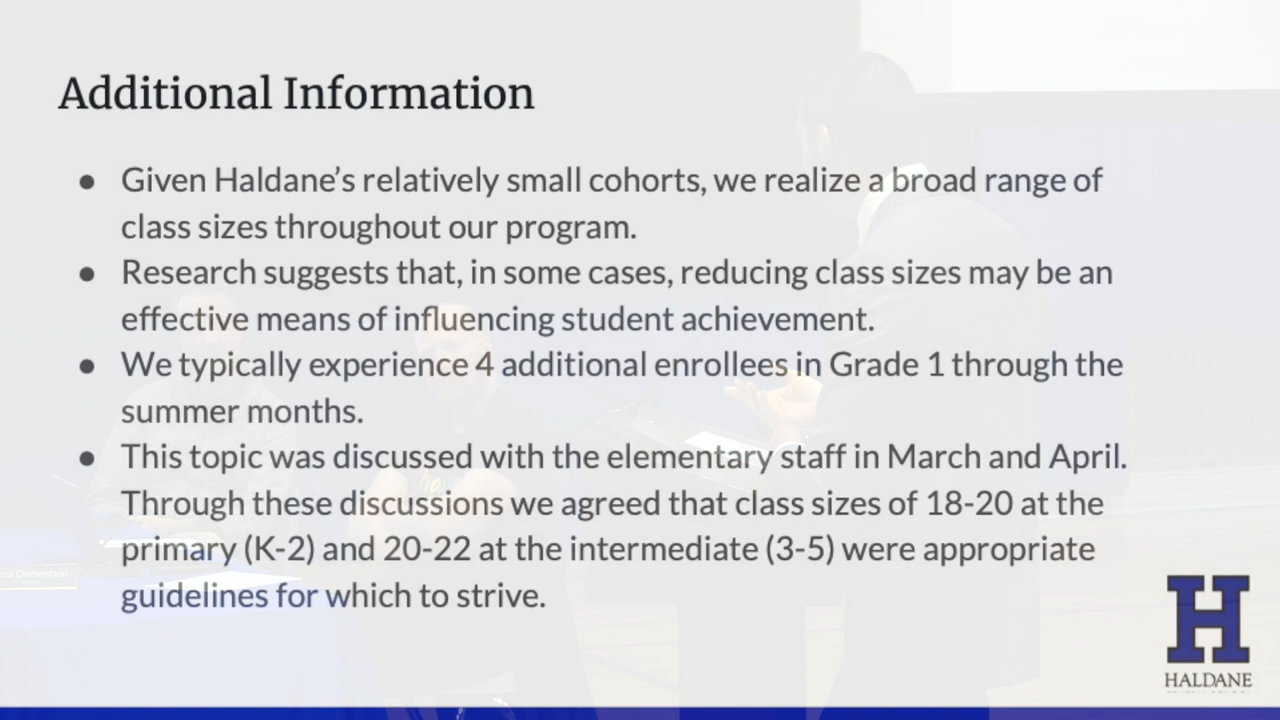 Additional Information
● Given Haldane’s relatively small cohorts, we realize a broad range of
class sizes throughout our program.
● Research suggests that, in some cases, reducing class sizes may be an
effective means of influencing student achievement.
● We typically experience 4 additional enrollees in Grade 1 through the
summer months.
● This topic was discussed with the elementary staff in March and April.
Through these discussions we agreed that class sizes of 18-20 at the
primary (K-2) and 20-22 at the intermediate (3-5) were appropriate
guidelines for which to strive.
H
HALDANE